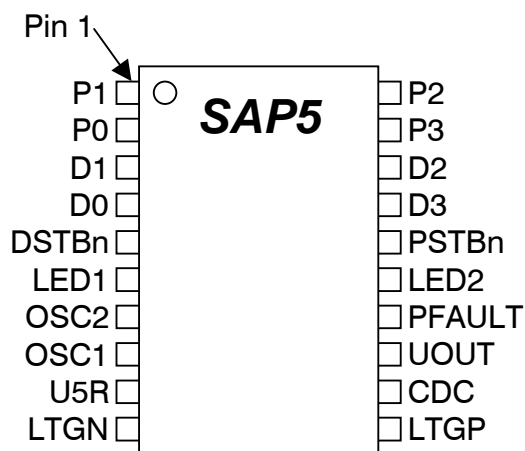 Pin 1
SAP5
P1 P2
P0 P3
D1 D2
D0 D3
DSTBn PSTBn
LED1 LED2
OSC2 PFAULT
OSC1 UOUT
U5R CDC
LTGN LTGP